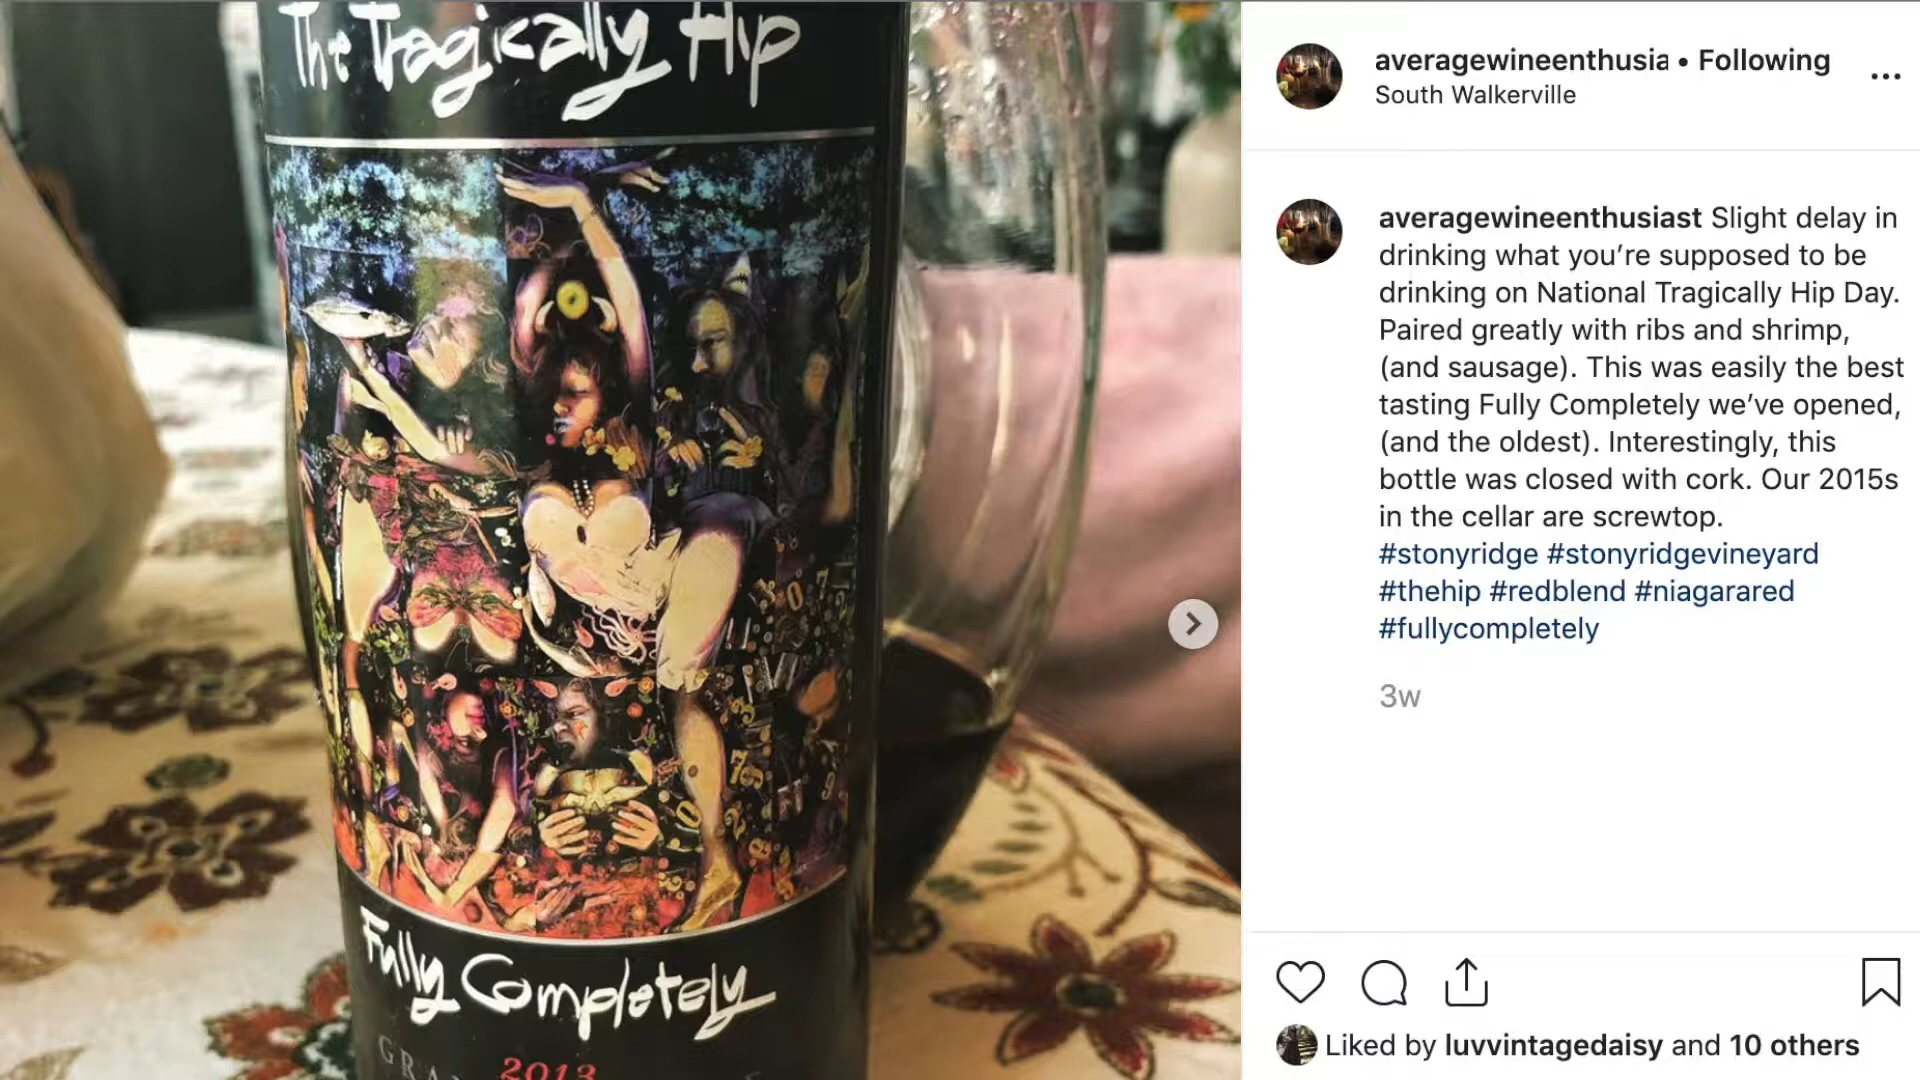 The Tragically Hip
Fully Completely
2013
averagewineenthusia • Following
South Walkerville
averagewineenthusiast Slight delay in
drinking what you’re supposed to be
drinking on National Tragically Hip Day.
Paired greatly with ribs and shrimp,
(and sausage). This was easily the best
tasting Fully Completely we’ve opened,
(and the oldest). Interestingly, this
bottle was closed with cork. Our 2015s
in the cellar are screwtop.
#stonyridge #stonyridgevineyard
#thehip #redblend #niagarared
#fullycompletely
3w
Liked by luvvintagedaisy and 10 others